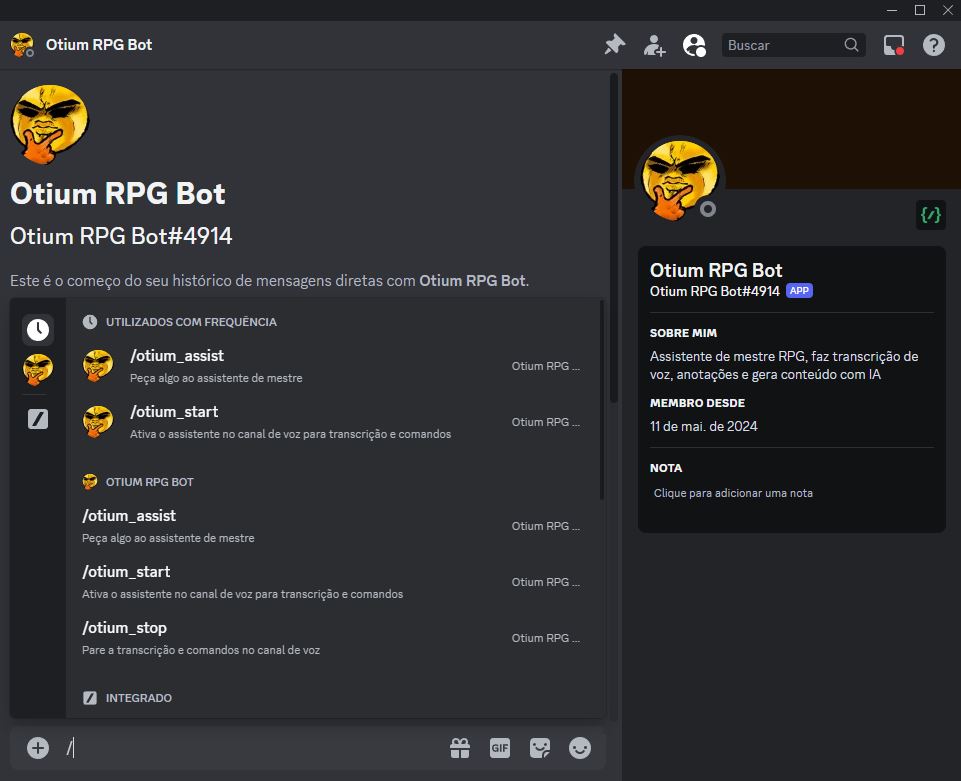 Otium RPG Bot
Buscar
Otium RPG Bot
Otium RPG Bot#4914
Este é o começo do seu histórico de mensagens diretas com Otium RPG Bot.
UTILIZADOS COM FREQUÊNCIA
/otium_assist
Peça algo ao assistente de mestre
Otium RPG ...
/otium_start
Ativa o assistente no canal de voz para transcrição e comandos
Otium RPG ...
OTIUM RPG BOT
/otium_assist
Peça algo ao assistente de mestre
Otium RPG ...
/otium_start
Ativa o assistente no canal de voz para transcrição e comandos
Otium RPG ...
/otium_stop
Pare a transcrição e comandos no canal de voz
Otium RPG ...
INTEGRADO
/
GIF
Otium RPG Bot
Otium RPG Bot#4914 APP
SOBRE MIM
Assistente de mestre RPG, faz transcrição de
voz, anotações e gera conteúdo com IA
MEMBRO DESDE
11 de mai. de 2024
NOTA
Clique para adicionar uma nota